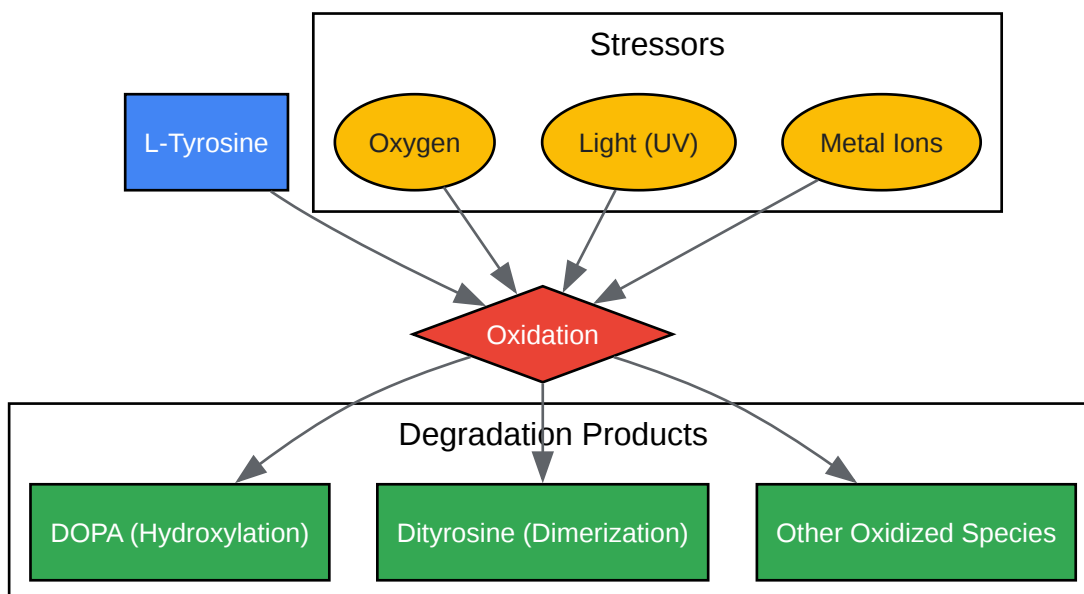 Stressors
L-Tyrosine
Oxygen
Light (UV)
Metal Ions
Oxidation
Degradation Products
DOPA (Hydroxylation)
Dityrosine (Dimerization)
Other Oxidized Species